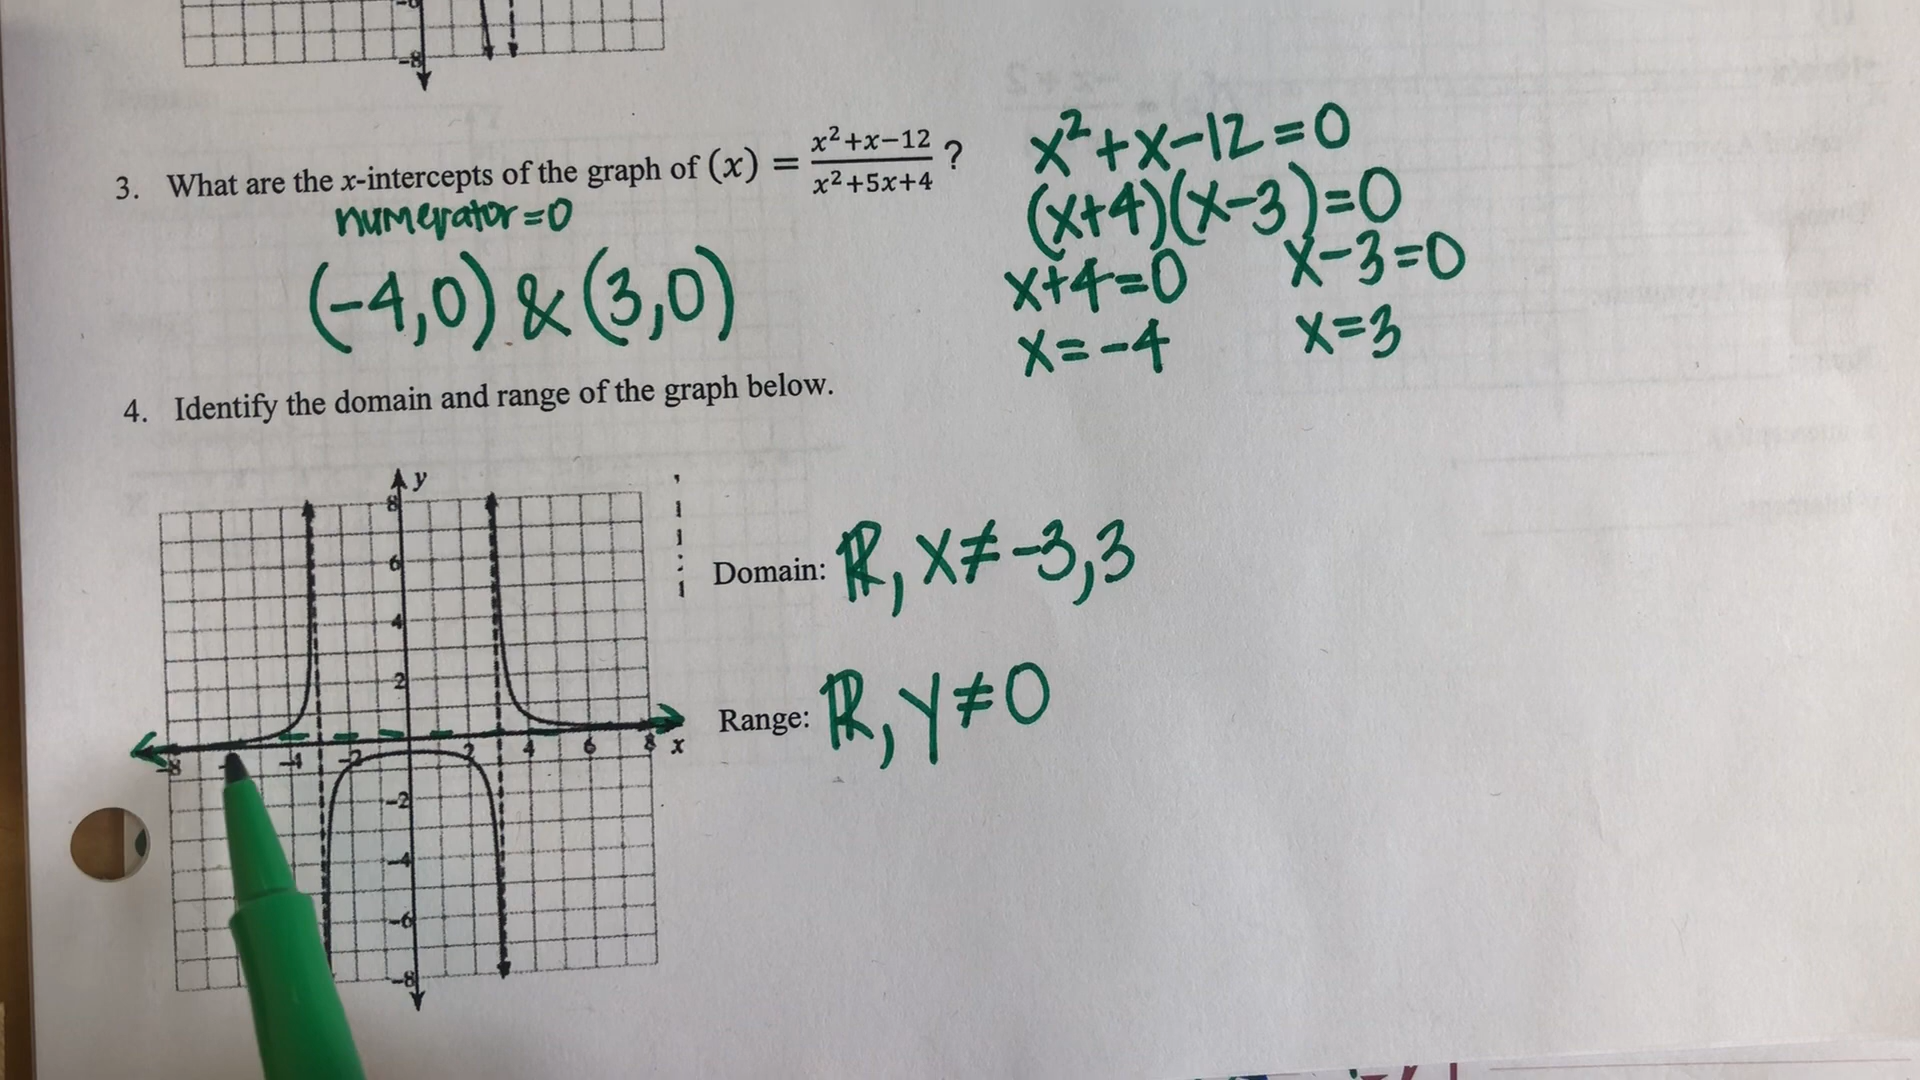 -8
3. What are the x-intercepts of the graph of (x) = x²+x−12 / x²+5x+4 ?
numerator=0
(-4,0) & (3,0)
x²+x-12=0
(x+4)(x-3)=0
x+4=0 x-3=0
x=-4 x=3
4. Identify the domain and range of the graph below.
y
8
6
4
2
-8 -4 -2 2 4 6 8 x
-2
-4
-6
-8
Domain: ℝ, x≠-3,3
Range: ℝ, y≠0